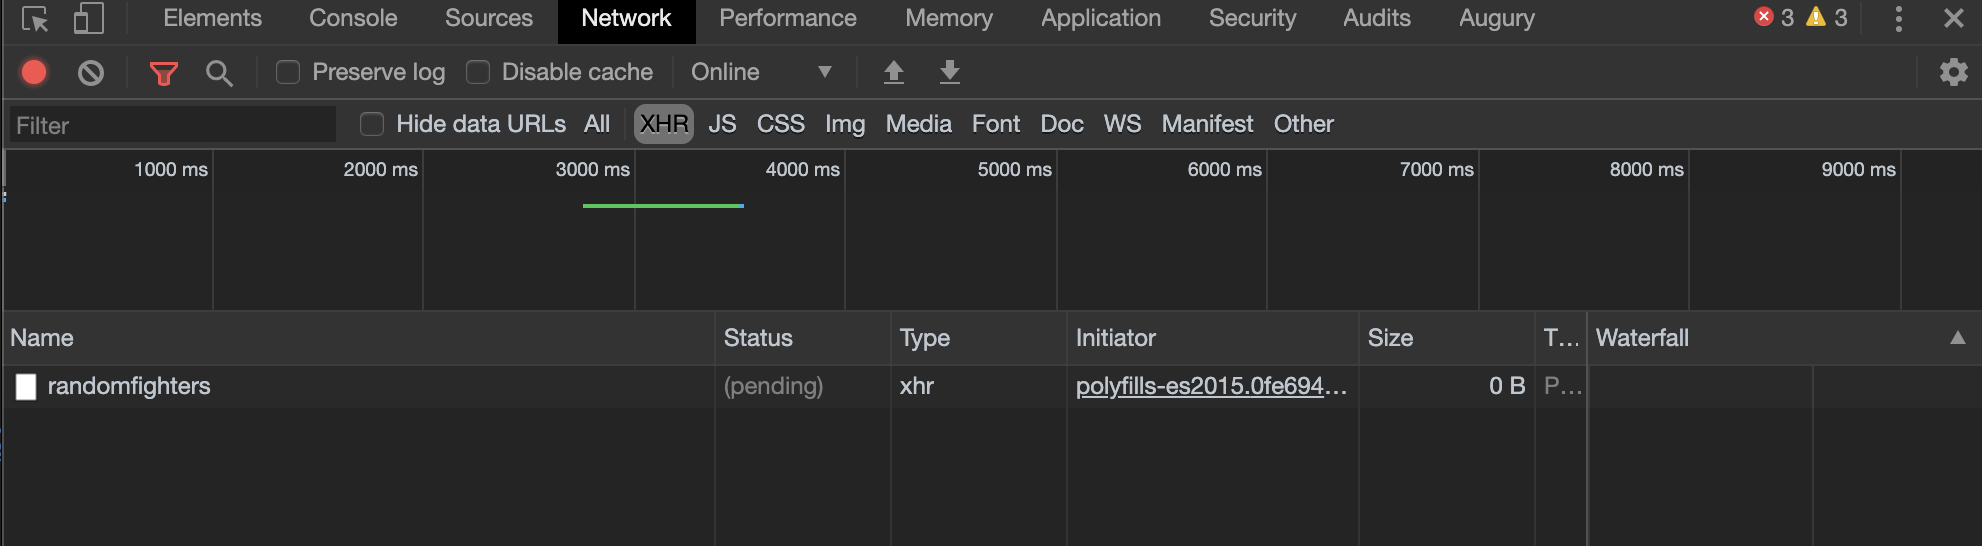 Elements Console Sources Network Performance Memory Application Security Audits Augury 3 3
Preserve log Disable cache Online
Filter Hide data URLs All XHR JS CSS Img Media Font Doc WS Manifest Other
1000 ms 2000 ms 3000 ms 4000 ms 5000 ms 6000 ms 7000 ms 8000 ms 9000 ms
Name Status Type Initiator Size T... Waterfall
randomfighters (pending) xhr polyfills-es2015.0fe694... 0 B P...